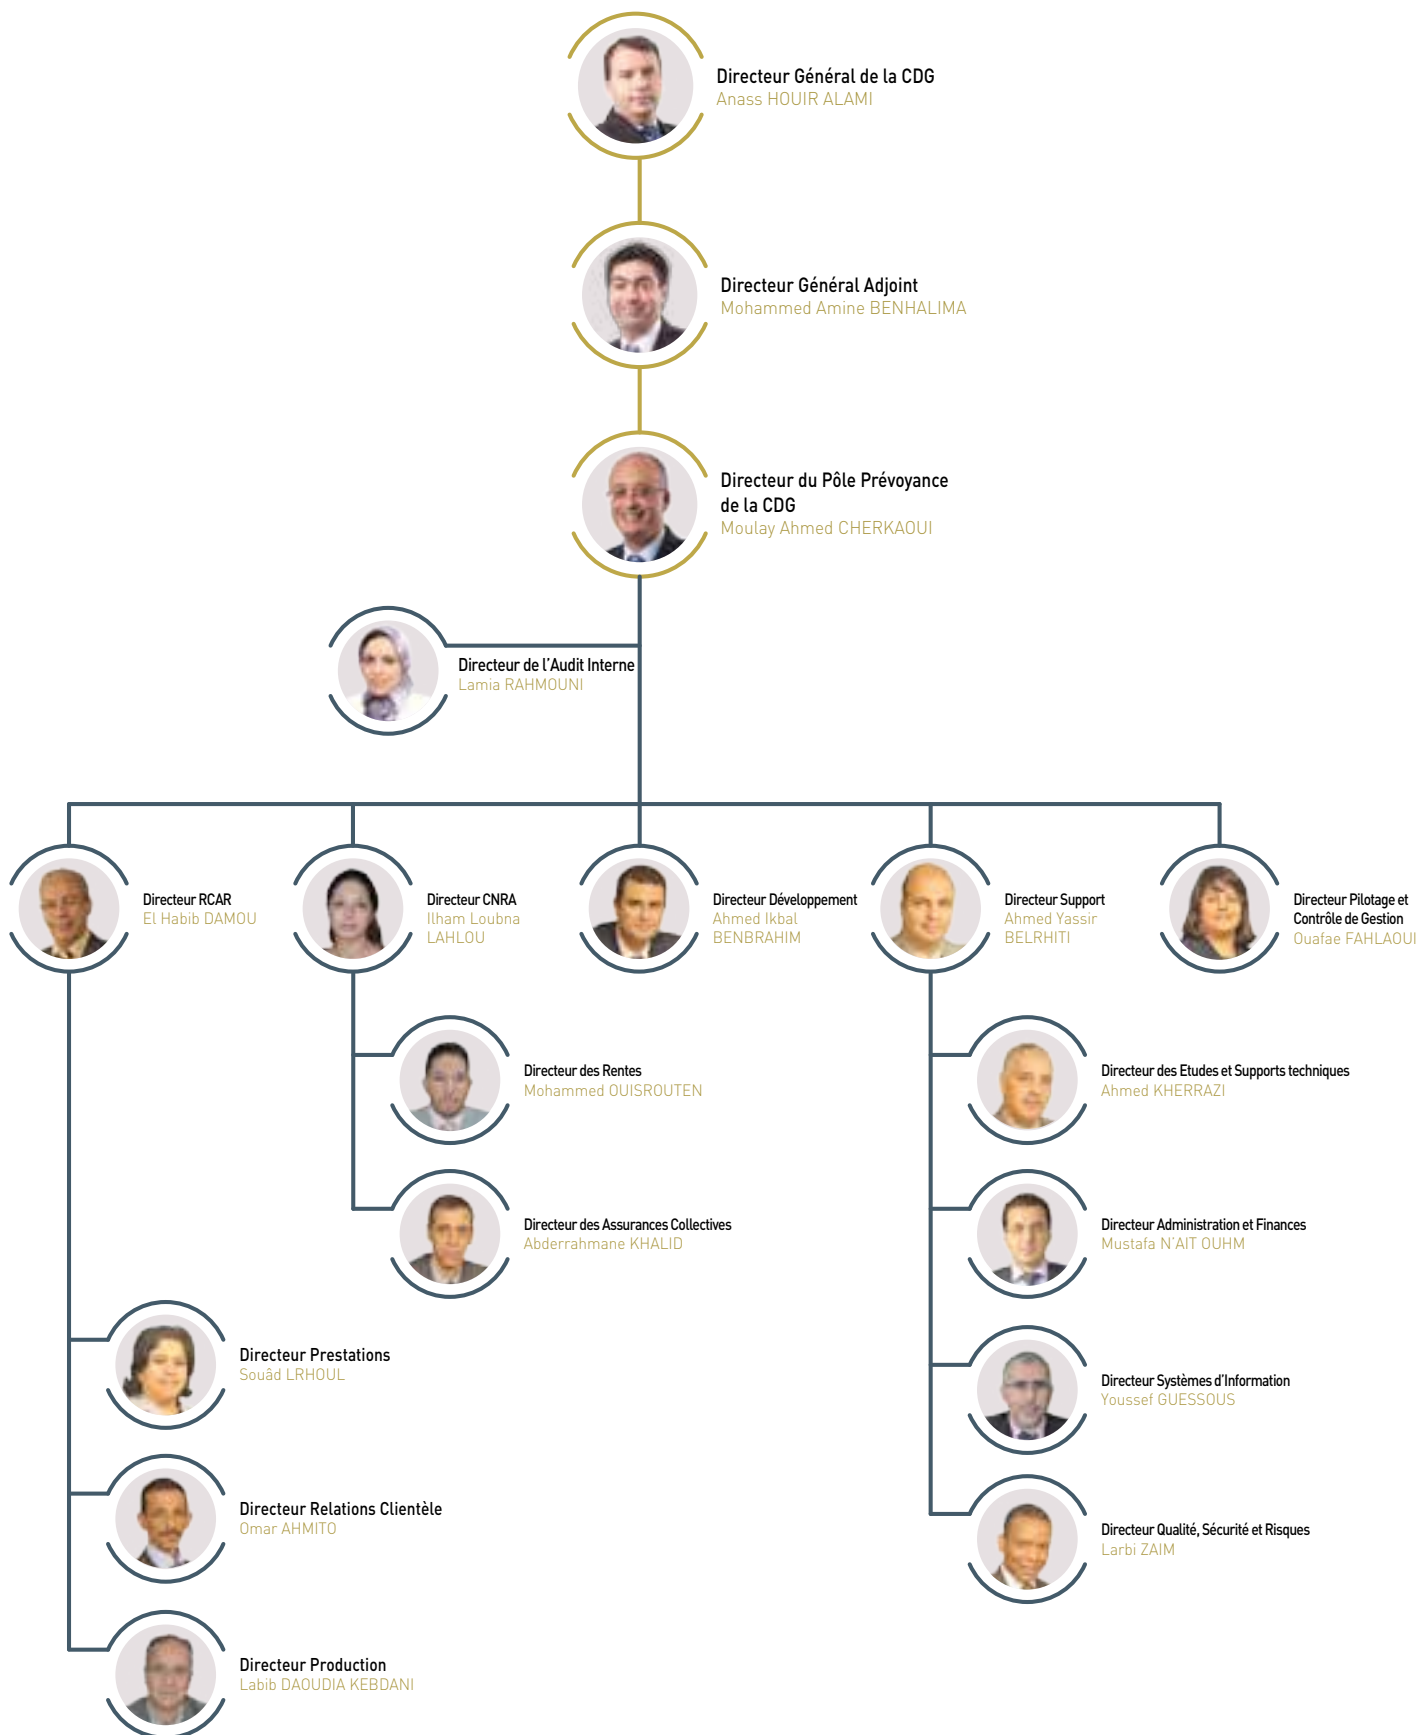 Directeur Général de la CDG
Anass HOUIR ALAMI
Directeur Général Adjoint
Mohammed Amine BENHALIMA
Directeur du Pôle Prévoyance
de la CDG
Moulay Ahmed CHERKAOUI
Directeur de l'Audit Interne
Lamia RAHMOUNI
Directeur RCAR
El Habib DAMOU
Directeur CNRA
Ilham Loubna
LAHLOU
Directeur Développement
Ahmed Ikbal
BENBRAHIM
Directeur Support
Ahmed Yassir
BELRHITI
Directeur Pilotage et
Contrôle de Gestion
Ouafae FAHLAOUI
Directeur des Rentes
Mohammed OUISROUTEN
Directeur des Etudes et Supports techniques
Ahmed KHERRAZI
Directeur des Assurances Collectives
Abderrahmane KHALID
Directeur Administration et Finances
Mustafa N'AIT OUHM
Directeur Prestations
Souâd LRHOUL
Directeur Systèmes d'Information
Youssef GUESSOUS
Directeur Relations Clientèle
Omar AHMITO
Directeur Qualité, Sécurité et Risques
Larbi ZAIM
Directeur Production
Labib DAOUDIA KEBDANI